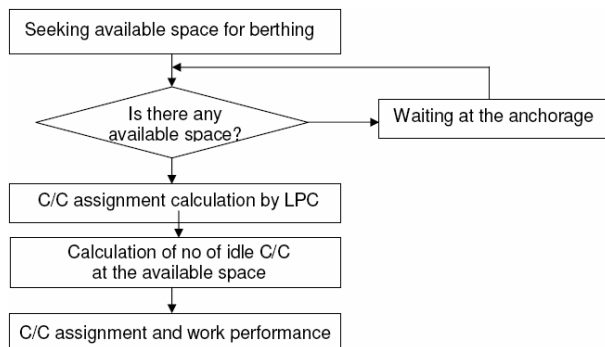 Seeking available space for berthing
Is there any
available space?
Waiting at the anchorage
C/C assignment calculation by LPC
Calculation of no of idle C/C
at the available space
C/C assignment and work performance